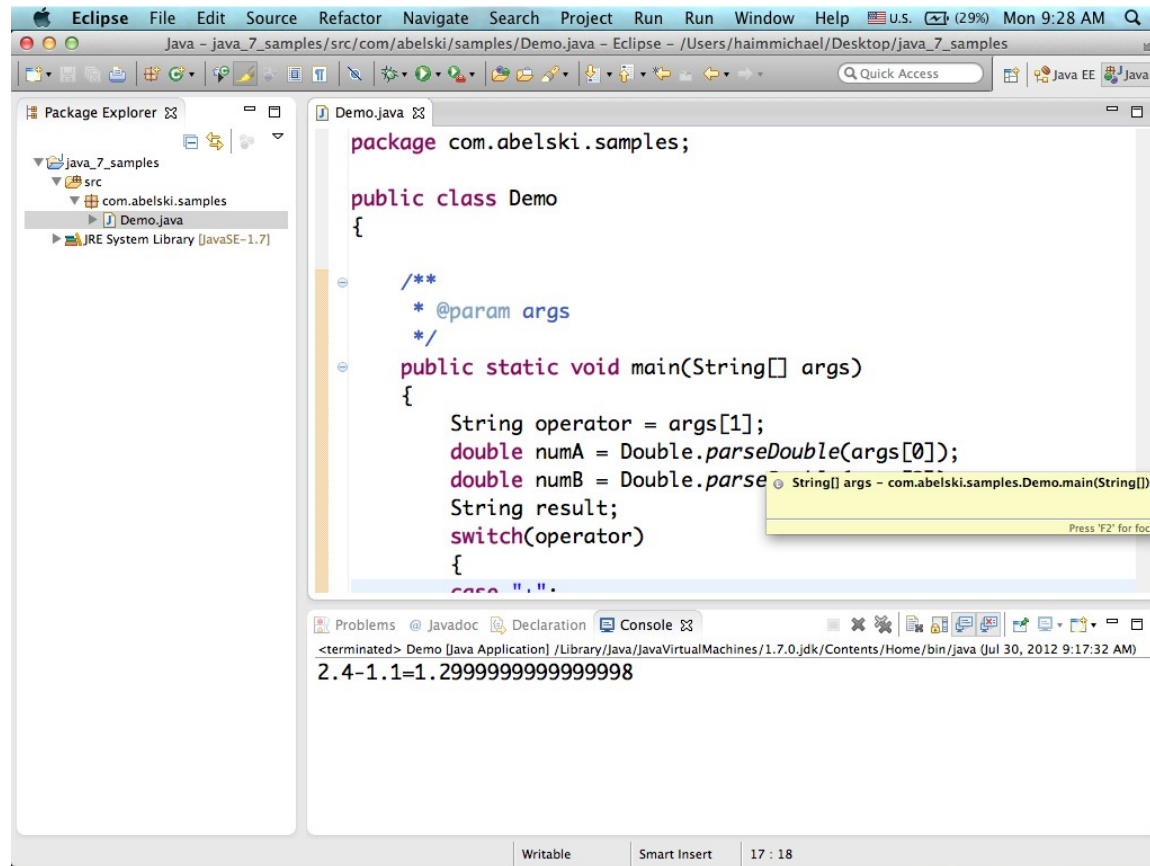 Eclipse File Edit Source Refactor Navigate Search Project Run Run Window Help U.S. (29%) Mon 9:28 AM
Java – java_7_samples/src/com/abelski/samples/Demo.java – Eclipse – /Users/haimmichael/Desktop/java_7_samples
Quick Access
Java EE
Java
Package Explorer
java_7_samples
src
com.abelski.samples
Demo.java
JRE System Library [JavaSE-1.7]
Demo.java
package com.abelski.samples;
public class Demo
{
/**
* @param args
*/
public static void main(String[] args)
{
String operator = args[1];
double numA = Double.parseDouble(args[0]);
double numB = Double.parse
String[] args – com.abelski.samples.Demo.main(String[])
Press 'F2' for foc
String result;
switch(operator)
{
case "+":
Problems @ Javadoc Declaration Console
<terminated> Demo [Java Application] /Library/Java/JavaVirtualMachines/1.7.0.jdk/Contents/Home/bin/java (Jul 30, 2012 9:17:32 AM)
2.4-1.1=1.2999999999999998
Writable Smart Insert 17 : 18